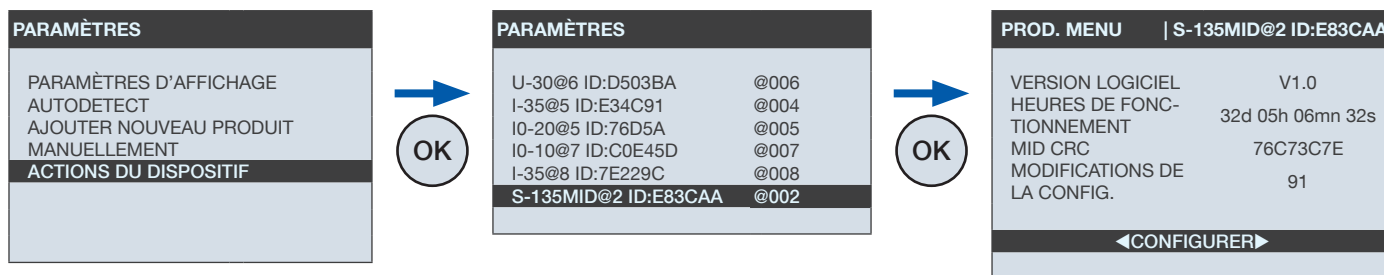 PARAMÈTRES
PARAMÈTRES D'AFFICHAGE
AUTODETECT
AJOUTER NOUVEAU PRODUIT
MANUELLEMENT
ACTIONS DU DISPOSITIF
OK
PARAMÈTRES
U-30@6 ID:D503BA @006
I-35@5 ID:E34C91 @004
I0-20@5 ID:76D5A @005
I0-10@7 ID:C0E45D @007
I-35@8 ID:7E229C @008
S-135MID@2 ID:E83CAA @002
OK
PROD. MENU | S-135MID@2 ID:E83CAA
VERSION LOGICIEL V1.0
HEURES DE FONC-
TIONNEMENT 32d 05h 06mn 32s
MID CRC 76C73C7E
MODIFICATIONS DE
LA CONFIG. 91
◀CONFIGURER▶